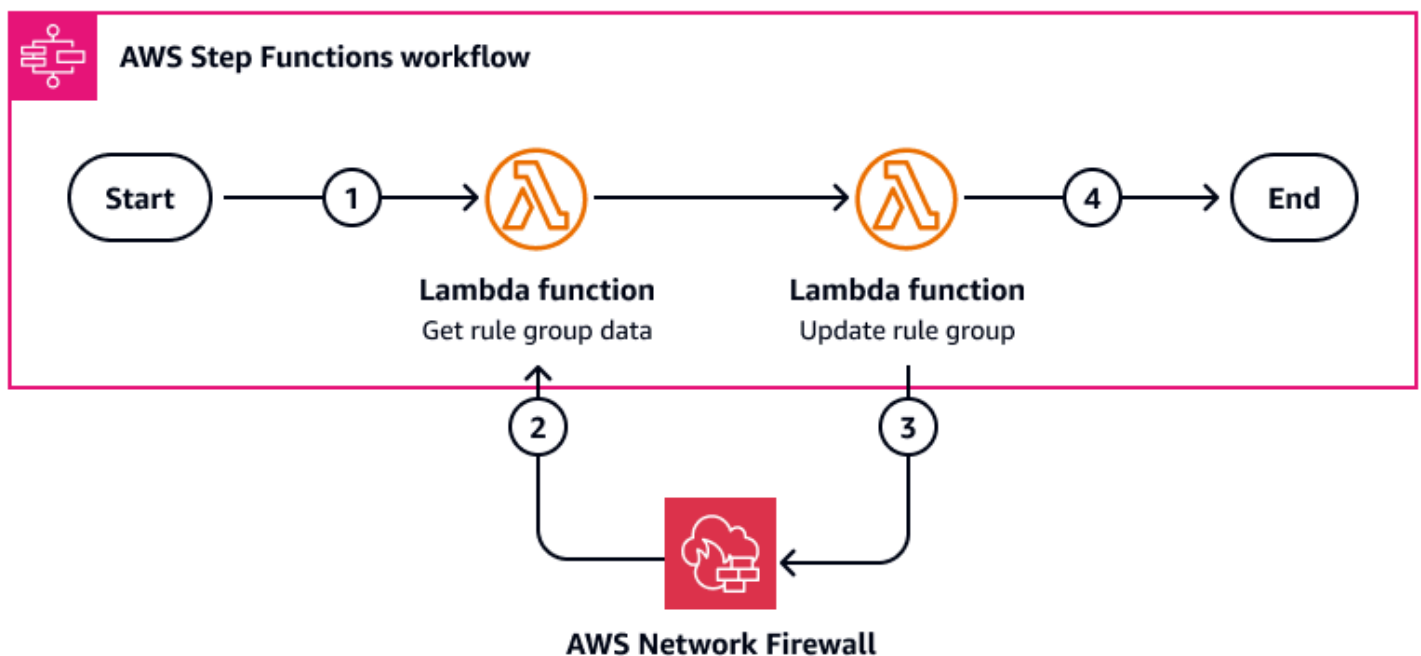 AWS Step Functions workflow
Start
1
4
End
Lambda function
Get rule group data
Lambda function
Update rule group
2
3
AWS Network Firewall